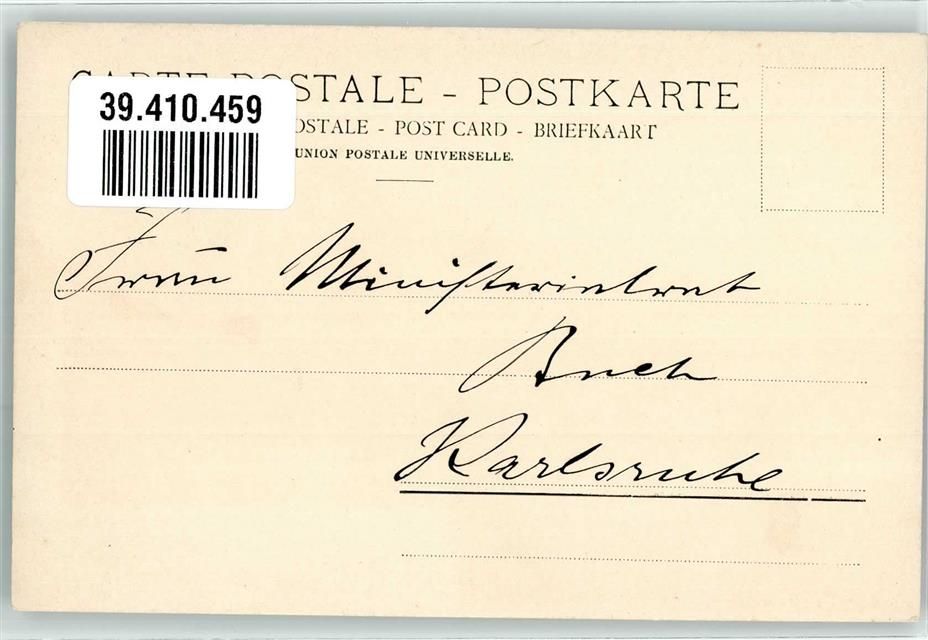 CARTE POSTALE - POSTKARTE
39.410.459
POSTALE - POST CARD - BRIEFKAART
UNION POSTALE UNIVERSELLE.
Frau Ministerialrat
Buch
Karlsruhe